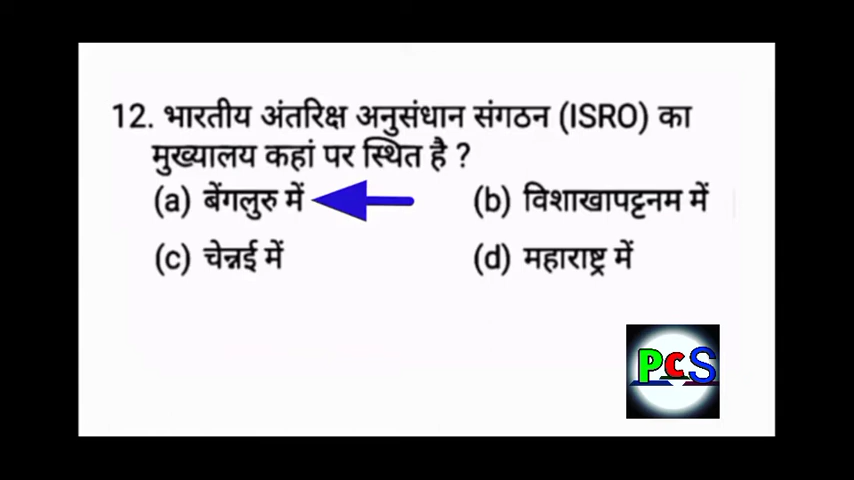 12. भारतीय अंतरिक्ष अनुसंधान संगठन (ISRO) का
मुख्यालय कहां पर स्थित है ?
(a) बेंगलुरु में (b) विशाखापट्टनम में
(c) चेन्नई में (d) महाराष्ट्र में
PCS